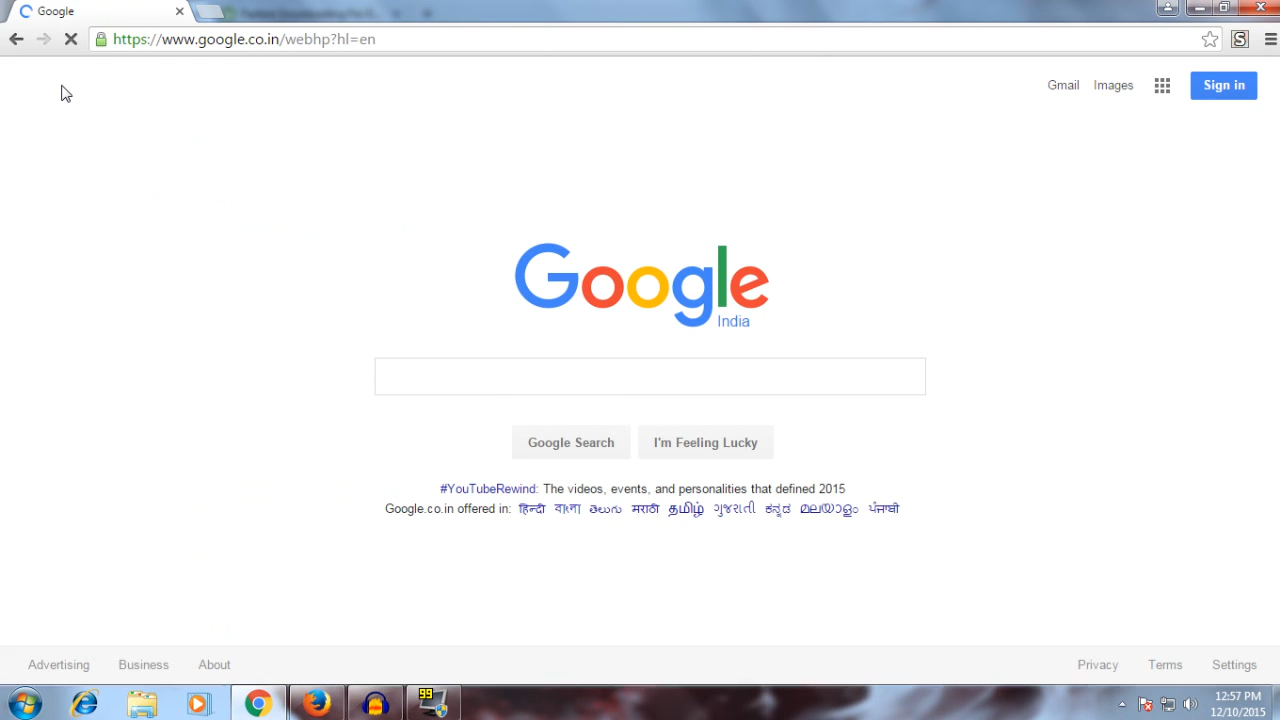 Google
https://www.google.co.in/webhp?hl=en
Gmail Images Sign in
Google
India
Google Search I'm Feeling Lucky
#YouTubeRewind: The videos, events, and personalities that defined 2015
Google.co.in offered in: हिन्दी বাংলা తెలుగు मराठी தமிழ் ગુજરાતી ಕನ್ನಡ മലയാളം ਪੰਜਾਬੀ
Advertising Business About Privacy Terms Settings
99
12:57 PM
12/10/2015